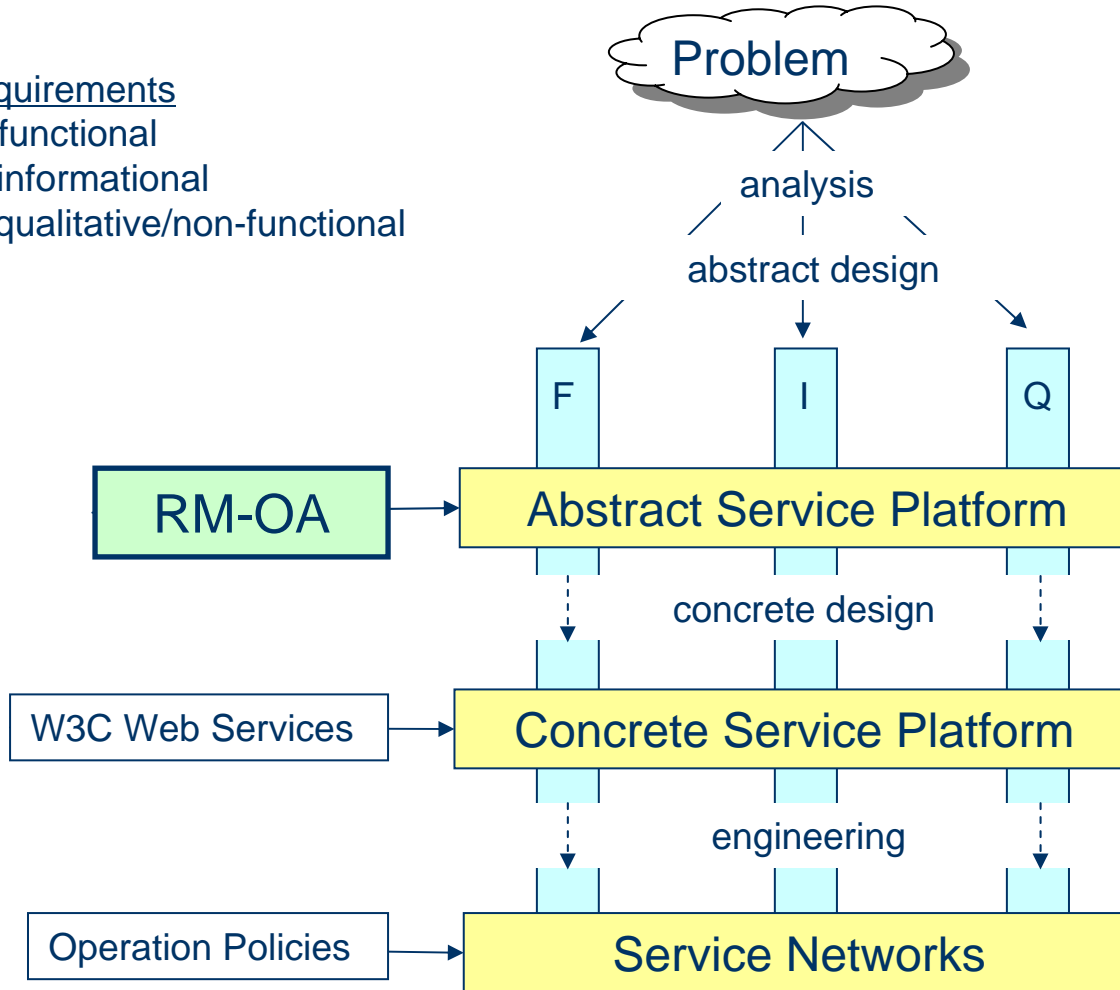 Problem
quirements
functional
informational
qualitative/non-functional
analysis
abstract design
F
I
Q
RM-OA
Abstract Service Platform
concrete design
W3C Web Services
Concrete Service Platform
engineering
Operation Policies
Service Networks